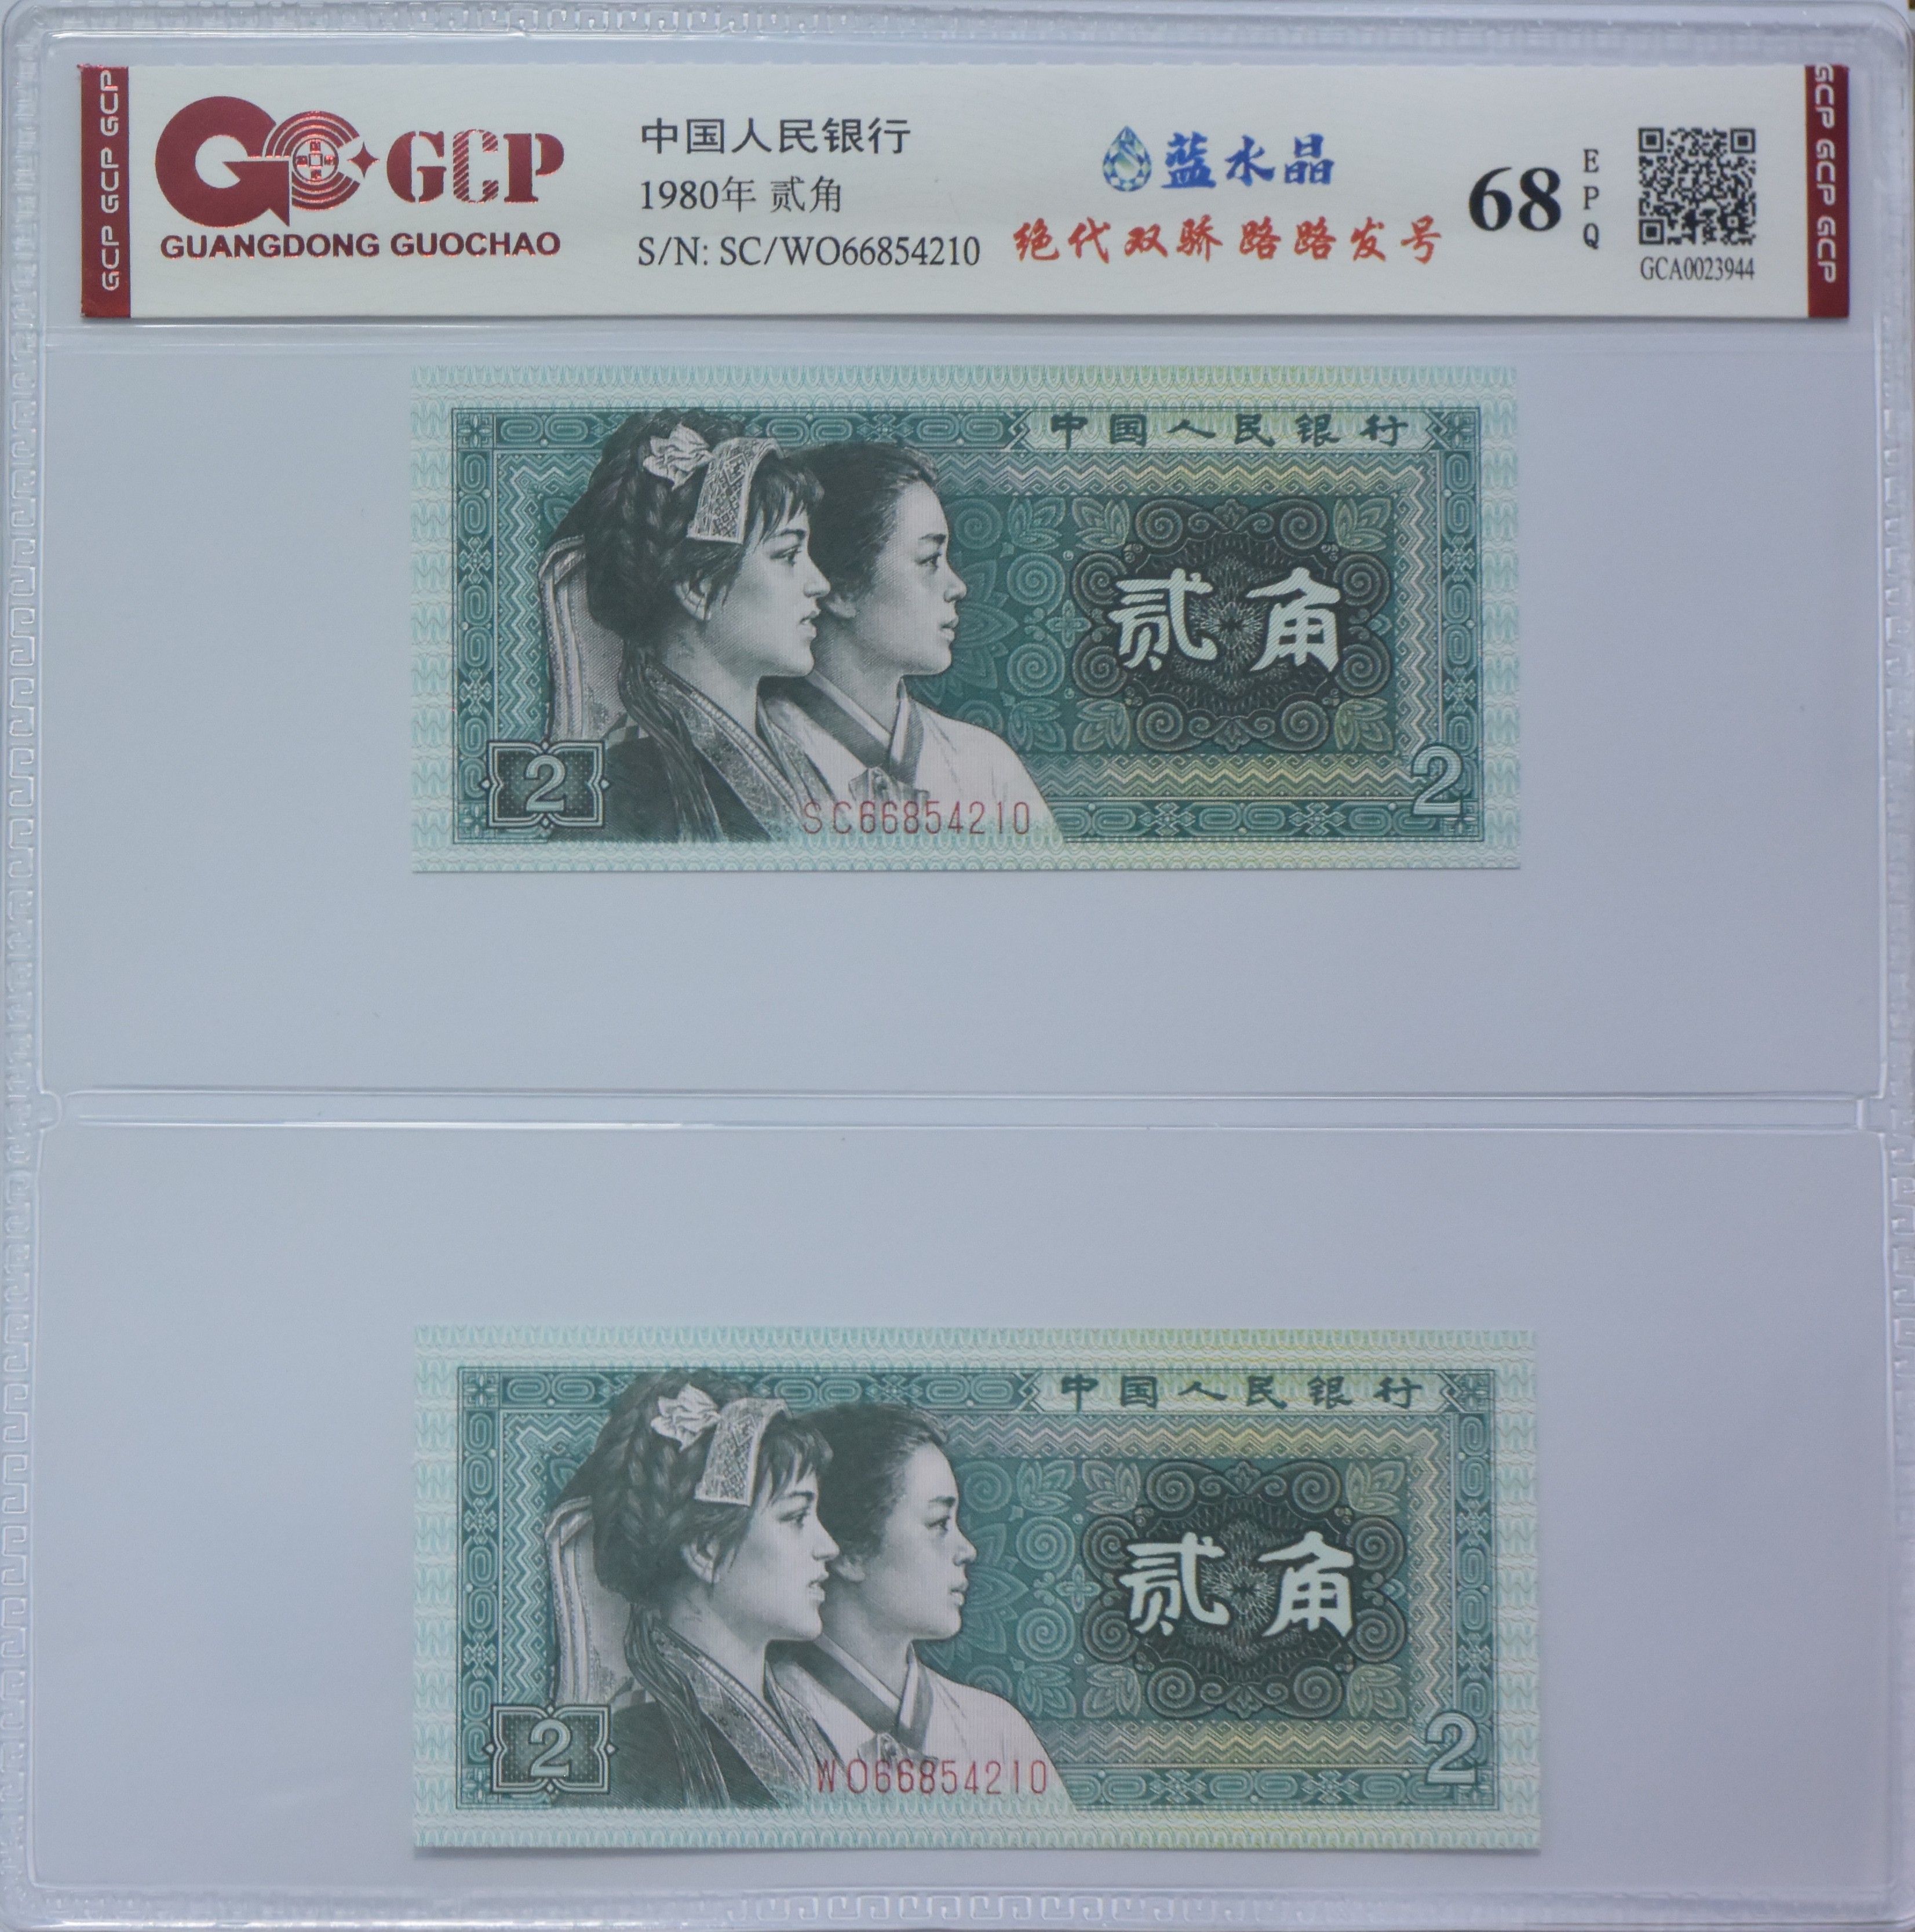 GCP GCP GCP
GCP
GUANGDONG GUOCHAO
中国人民银行
1980年 贰角
S/N: SC/WO66854210
蓝水晶
绝代双骄 路路发号
68
EPQ
GCA0023944
GCP GCP GCP
中国人民银行
贰角
2
2
SC66854210
中国人民银行
贰角
2
2
WO66854210